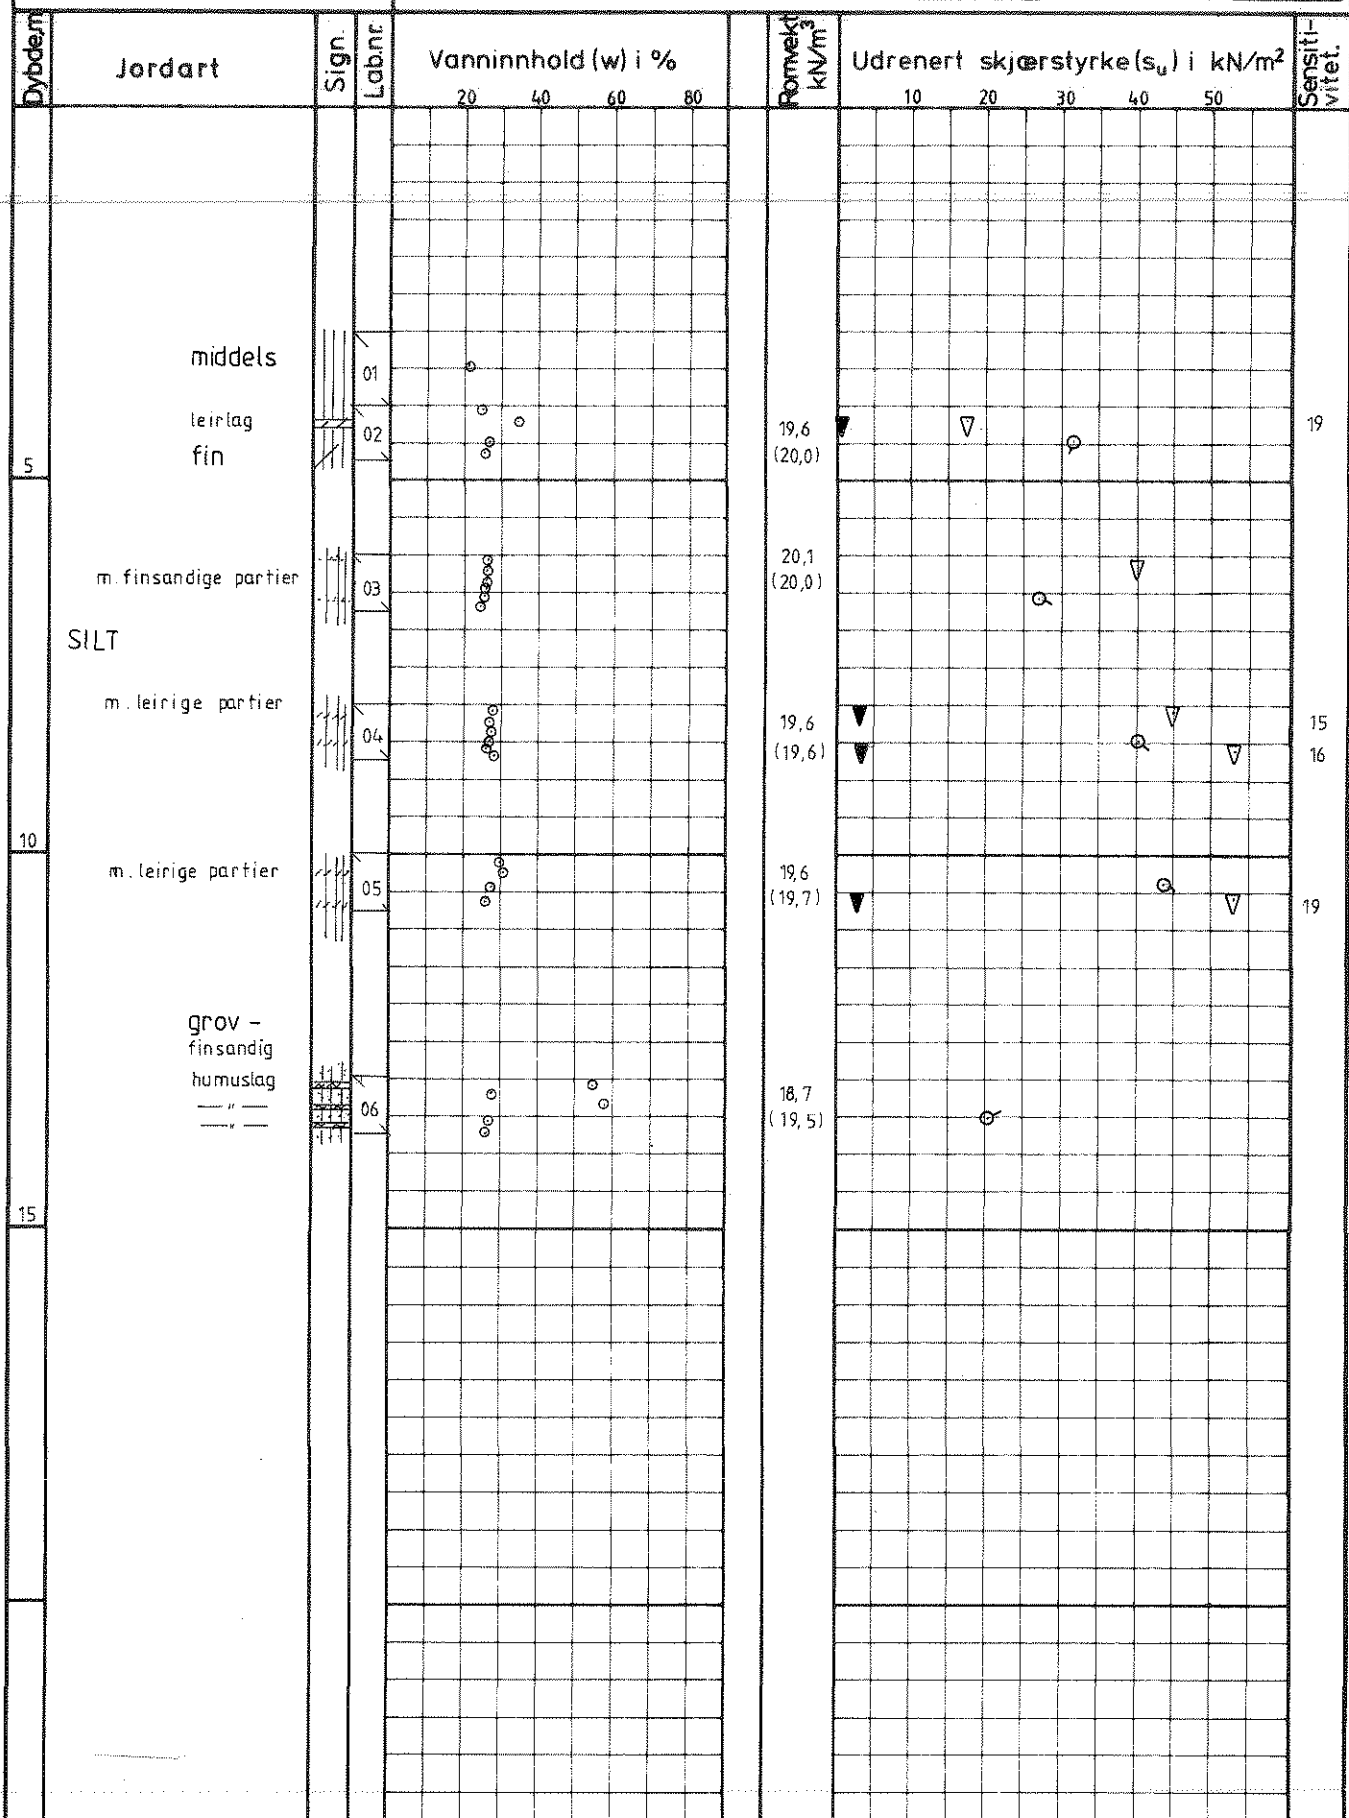 Dybde,m
Jordart
Sign.
Lab.nr.
Vanninnhold (w) i %
20 40 60 80
Romvekt kN/m³
Udrenert skjærstyrke (su) i kN/m²
10 20 30 40 50
Sensiti-
vitet.
middels
01
leirlag
02
19,6
19
fin
(20,0)
5
20,1
m. finsandige partier
03
(20,0)
SILT
m. leirige partier
19,6
15
04
(19,6)
16
10
m. leirige partier
19,6
05
(19,7)
19
grov -
finsandig
humuslag
18,7
— " —
06
(19,5)
— " —
15